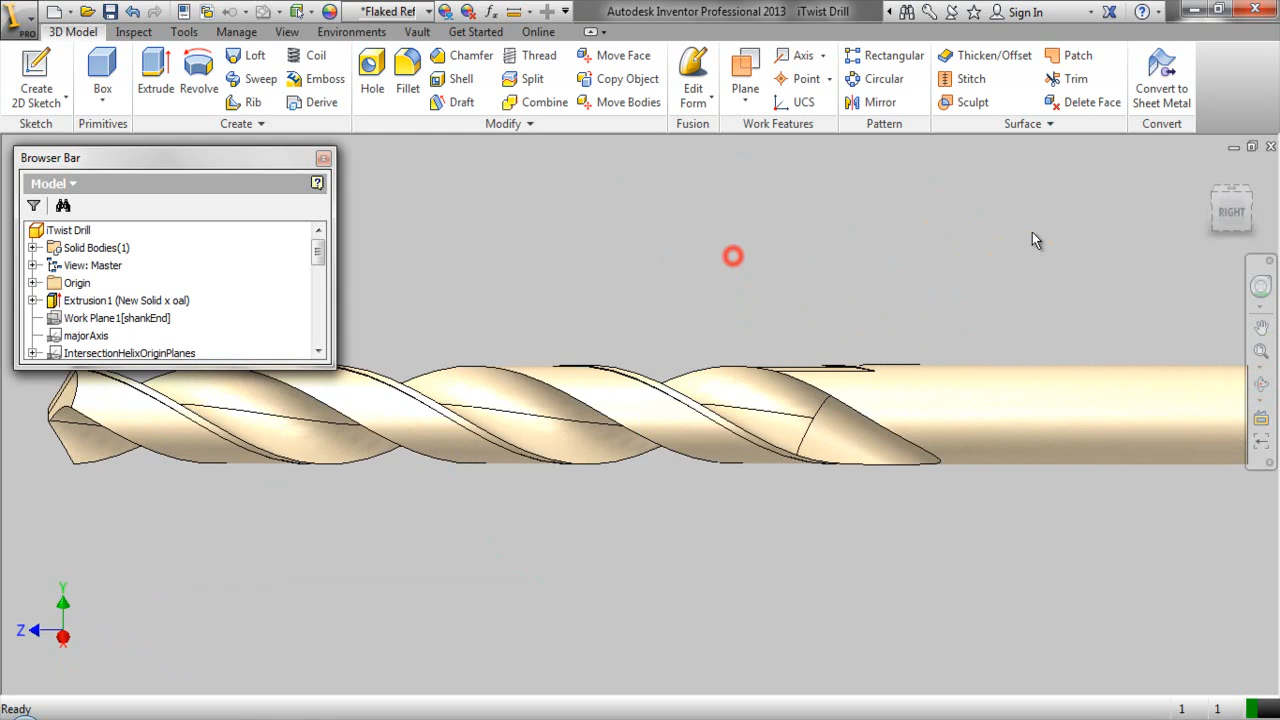 PRO
*Flaked Ref
Autodesk Inventor Professional 2013 iTwist Drill
Sign In
3D Model Inspect Tools Manage View Environments Vault Get Started Online
Create
2D Sketch
Sketch
Box
Primitives
Extrude Revolve
Loft Coil
Sweep Emboss
Rib Derive
Create
Hole Fillet
Chamfer Thread Move Face
Shell Split Copy Object
Draft Combine Move Bodies
Modify
Edit
Form
Fusion
Plane
Axis
Point
UCS
Work Features
Rectangular
Circular
Mirror
Pattern
Thicken/Offset Patch
Stitch Trim
Sculpt Delete Face
Surface
Convert to
Sheet Metal
Convert
Browser Bar
Model
iTwist Drill
Solid Bodies(1)
View: Master
Origin
Extrusion1 (New Solid x oal)
Work Plane1[shankEnd]
majorAxis
IntersectionHelixOriginPlanes
RIGHT
Y
Z
X
Ready
1 1